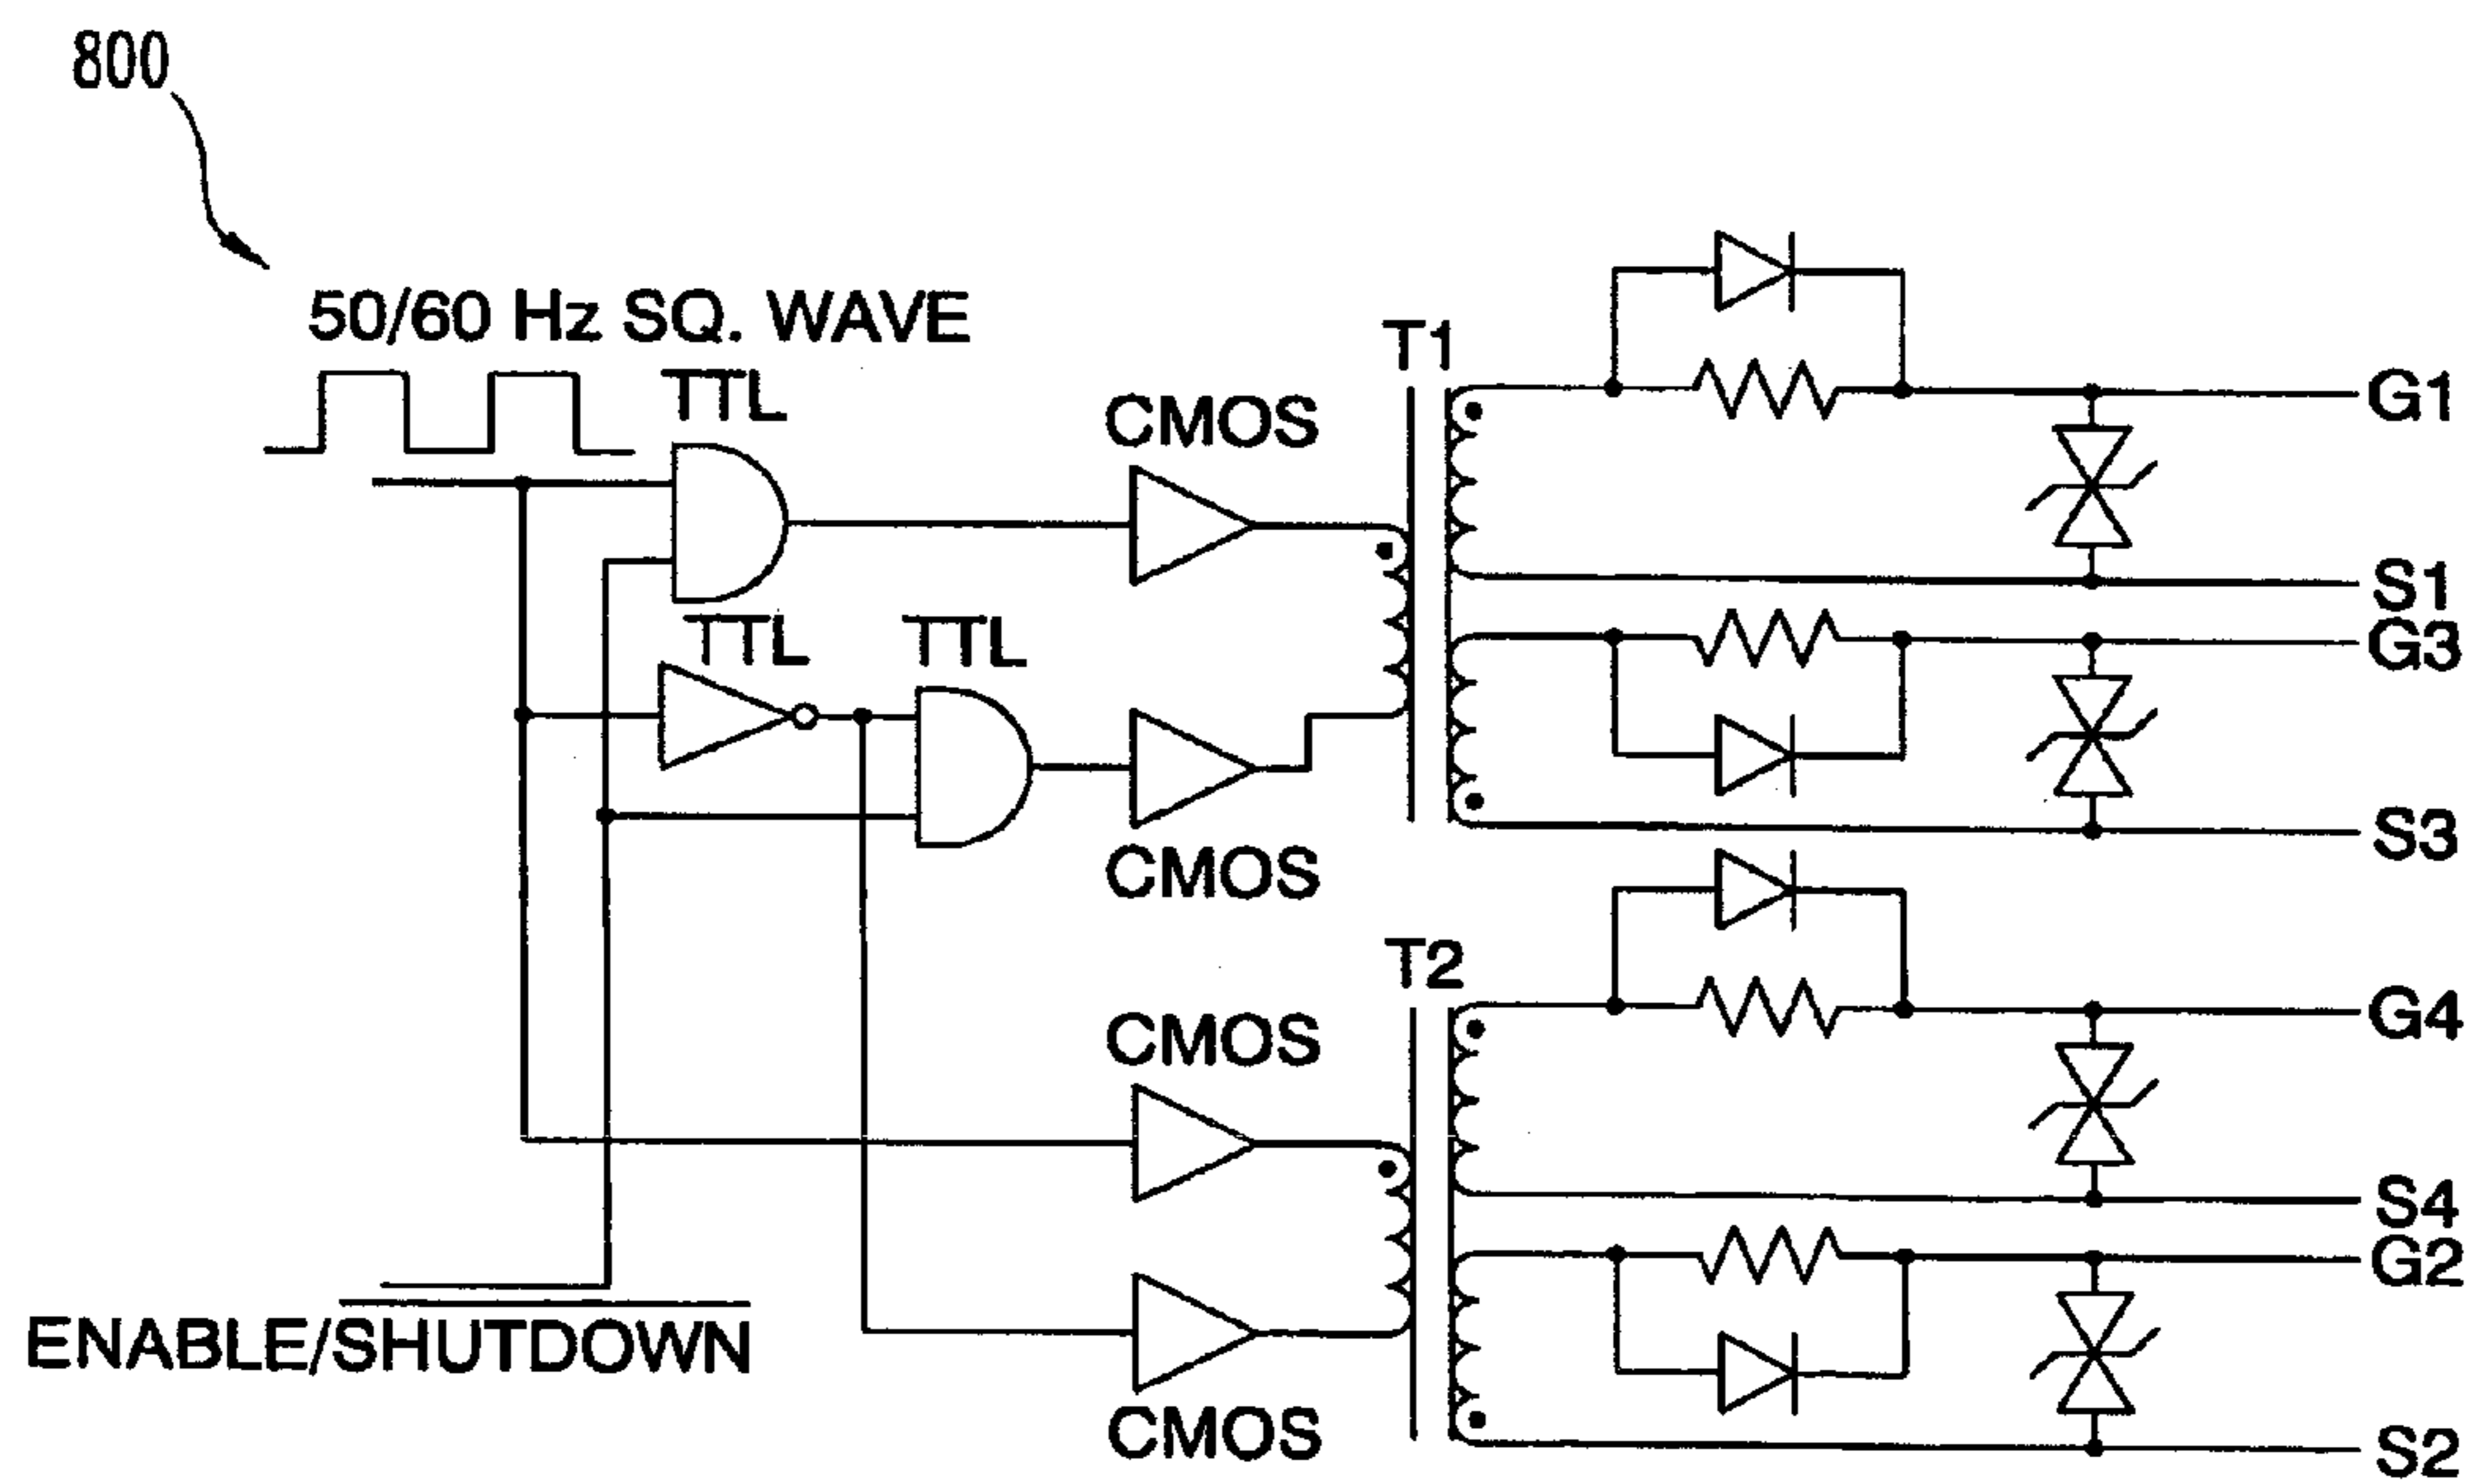 800
50/60 Hz SQ. WAVE
TTL
CMOS
T1
G1
S1
TTL
TTL
G3
CMOS
S3
T2
CMOS
G4
S4
G2
ENABLE/SHUTDOWN
CMOS
S2